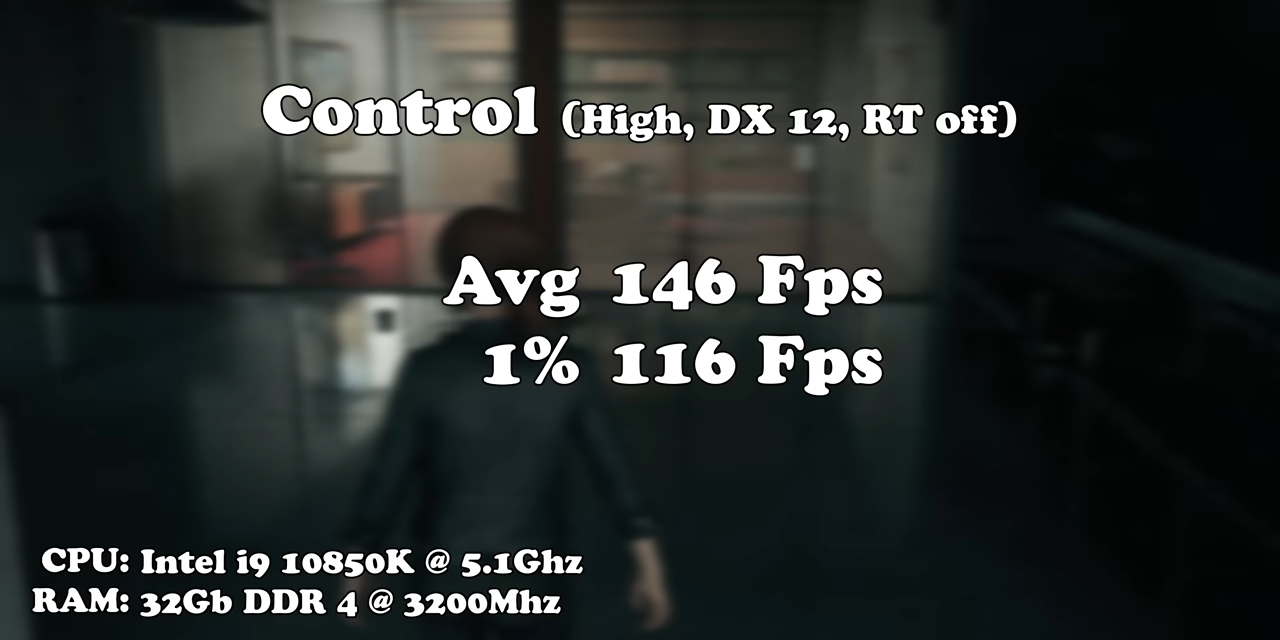 Control (High, DX 12, RT off)
Avg 146 Fps
1% 116 Fps
CPU: Intel i9 10850K @ 5.1Ghz
RAM: 32Gb DDR 4 @ 3200Mhz